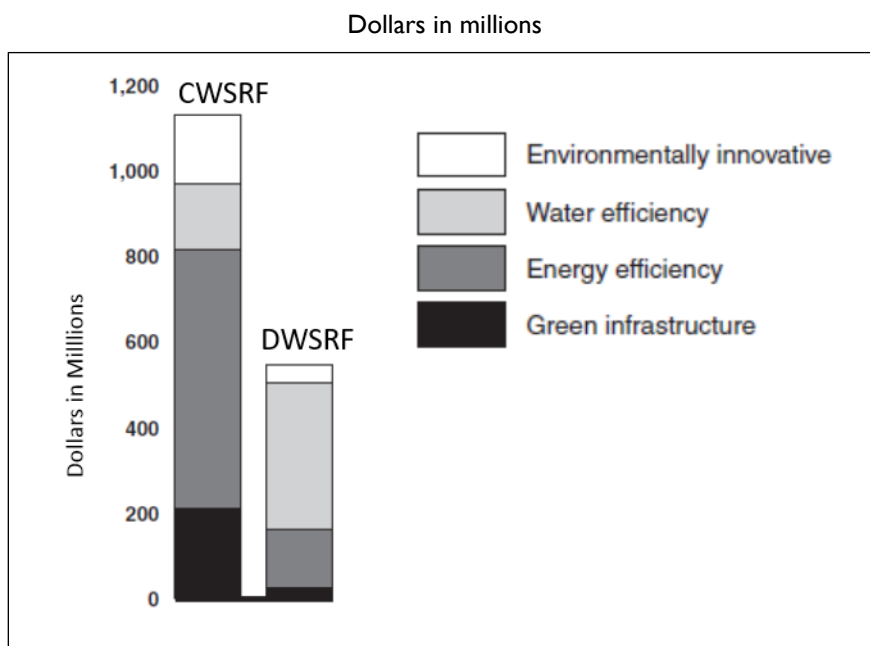 Dollars in millions
1,200
CWSRF
1,000
800
600
400
200
0
DWSRF
Dollars in Milllions
Environmentally innovative
Water efficiency
Energy efficiency
Green infrastructure